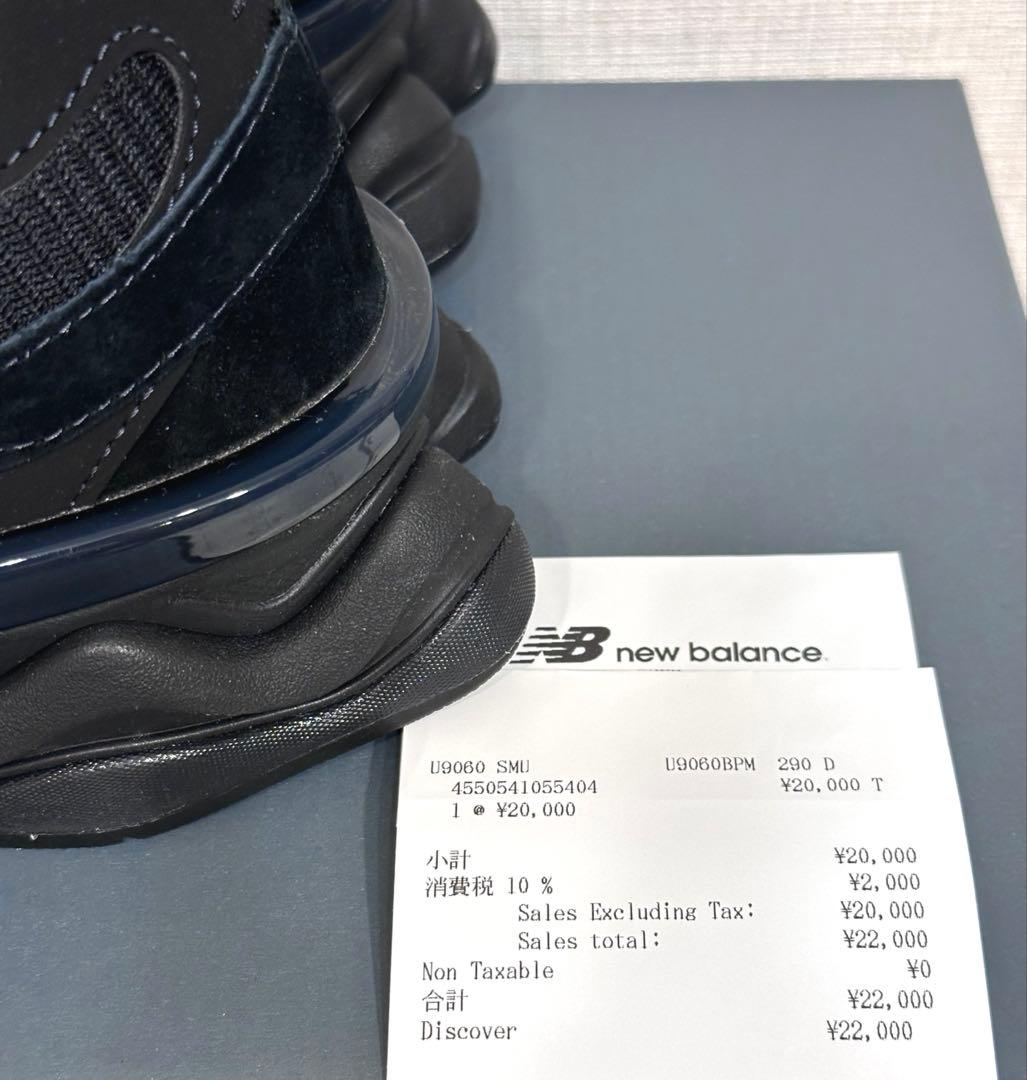 NB new balance
U9060 SMU U9060BPM 290 D
4550541055404 ¥20,000 T
1 @ ¥20,000
小計 ¥20,000
消費税 10 % ¥2,000
Sales Excluding Tax: ¥20,000
Sales total: ¥22,000
Non Taxable ¥0
合計 ¥22,000
Discover ¥22,000